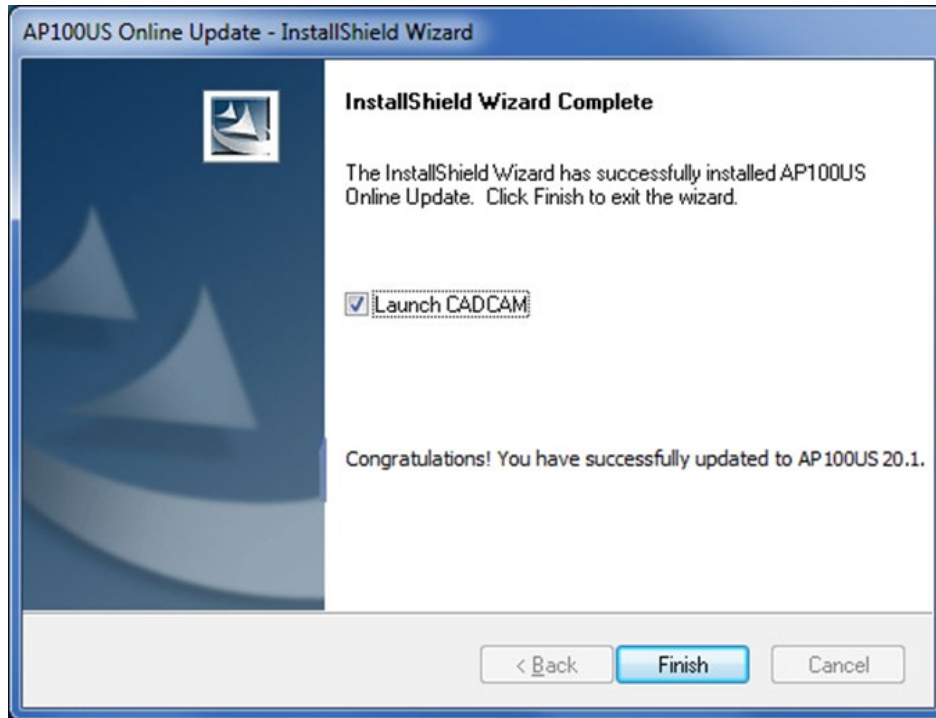 AP100US Online Update - InstallShield Wizard
InstallShield Wizard Complete
The InstallShield Wizard has successfully installed AP100US
Online Update.  Click Finish to exit the wizard.
Launch CADCAM
Congratulations! You have successfully updated to AP100US 20.1.
< Back
Finish
Cancel